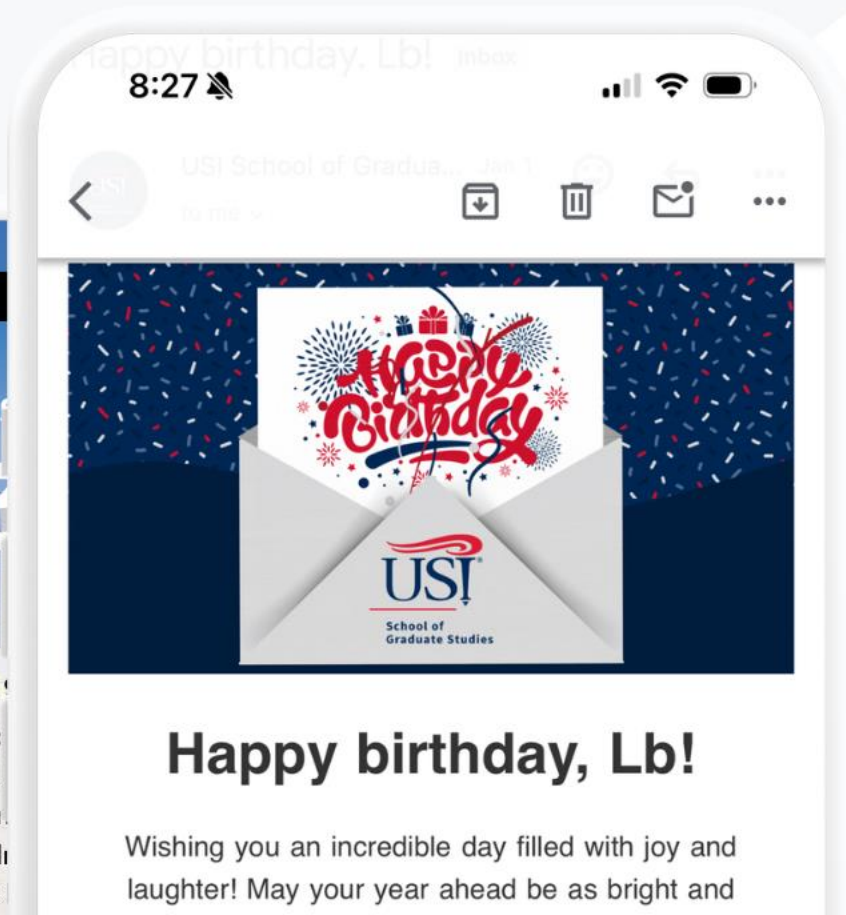 Happy birthday, Lb! Inbox
8:27
USI School of Gradua... Jan 1
to me
Happy
Birthday
USI
School of
Graduate Studies
Happy birthday, Lb!
Wishing you an incredible day filled with joy and
laughter! May your year ahead be as bright and